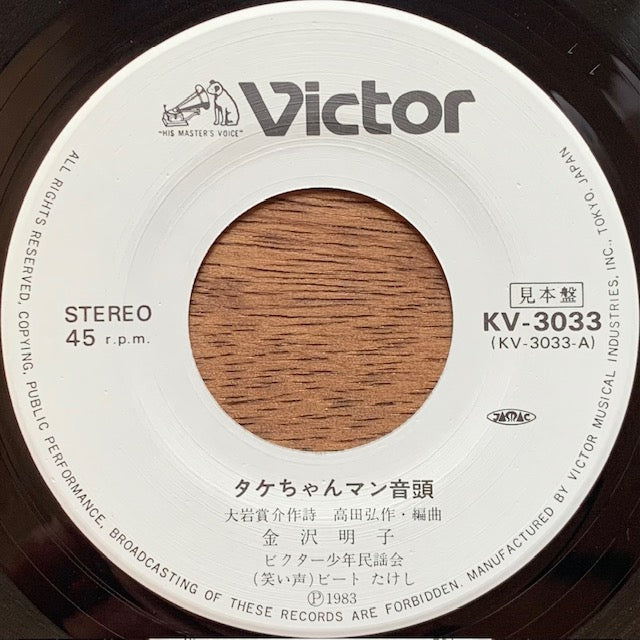 Victor
"HIS MASTER'S VOICE"
STEREO
45 r.p.m.
見本盤
KV-3033
(KV-3033-A)
JASRAC
タケちゃんマン音頭
大岩賞介作詩 高田弘作・編曲
金沢明子
ビクター少年民謡会
(笑い声)ビート たけし
Ⓟ1983
ALL RIGHTS RESERVED, COPYING, PUBLIC PERFORMANCE, BROADCASTING OF THESE RECORDS ARE FORBIDDEN. MANUFACTURED BY VICTOR MUSICAL INDUSTRIES, INC., TOKYO, JAPAN